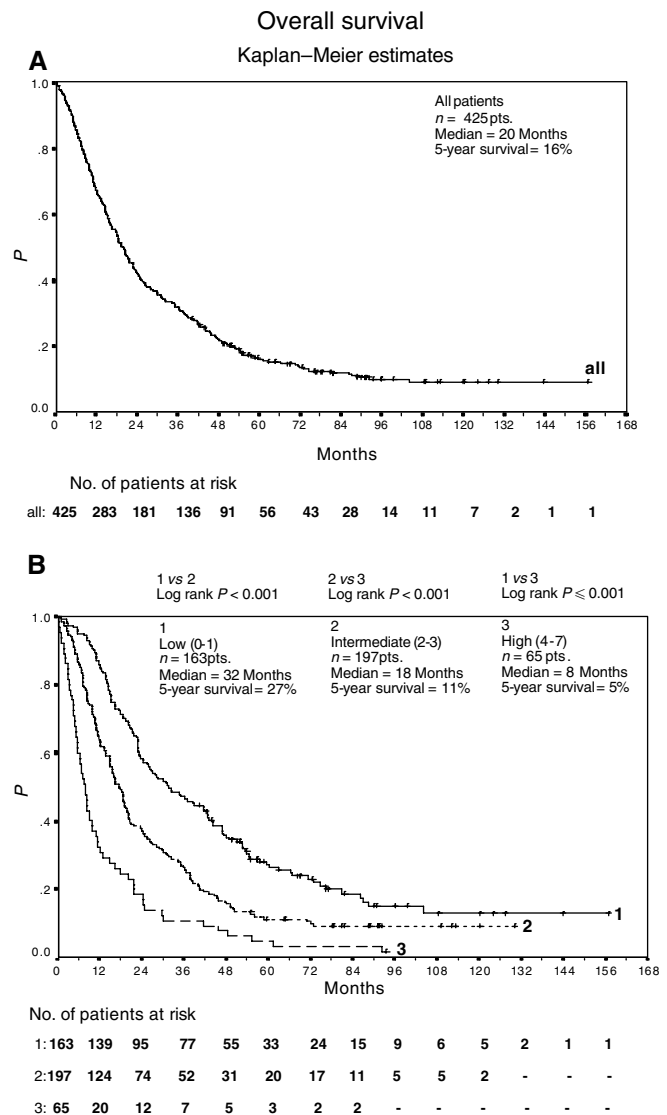 Overall survival
Kaplan–Meier estimates
A
1.0
.8
.6
.4
.2
0.0
P
All patients
n = 425 pts.
Median = 20 Months
5-year survival = 16%
all
0 12 24 36 48 60 72 84 96 108 120 132 144 156 168
Months
No. of patients at risk
all: 425 283 181 136 91 56 43 28 14 11 7 2 1 1
B
1 vs 2
Log rank P < 0.001
2 vs 3
Log rank P < 0.001
1 vs 3
Log rank P ⩽ 0.001
1.0
.8
.6
.4
.2
0.0
P
1
Low (0-1)
n = 163pts.
Median = 32 Months
5-year survival = 27%
2
Intermediate (2-3)
n = 197pts.
Median = 18 Months
5-year survival = 11%
3
High (4-7)
n = 65 pts.
Median = 8 Months
5-year survival = 5%
1
2
3
0 12 24 36 48 60 72 84 96 108 120 132 144 156 168
Months
No. of patients at risk
1: 163 139 95 77 55 33 24 15 9 6 5 2 1 1
2: 197 124 74 52 31 20 17 11 5 5 2 - - -
3: 65 20 12 7 5 3 2 2 - - - - - -